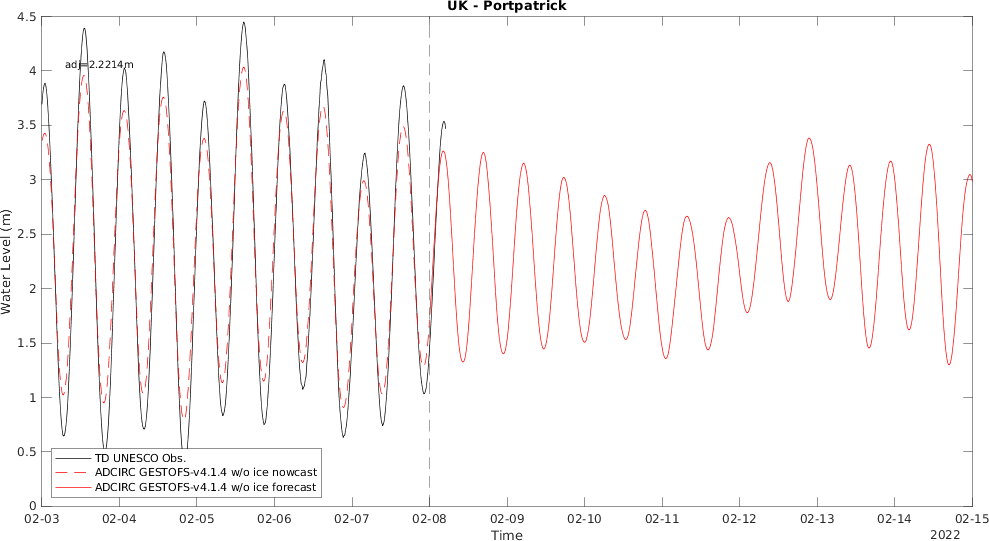 UK - Portpatrick
4.5
4
3.5
3
2.5
2
1.5
1
0.5
0
Water Level (m)
adj=2.2214m
TD UNESCO Obs.
ADCIRC GESTOFS-v4.1.4 w/o ice nowcast
ADCIRC GESTOFS-v4.1.4 w/o ice forecast
02-03 02-04 02-05 02-06 02-07 02-08 02-09 02-10 02-11 02-12 02-13 02-14 02-15
Time
2022